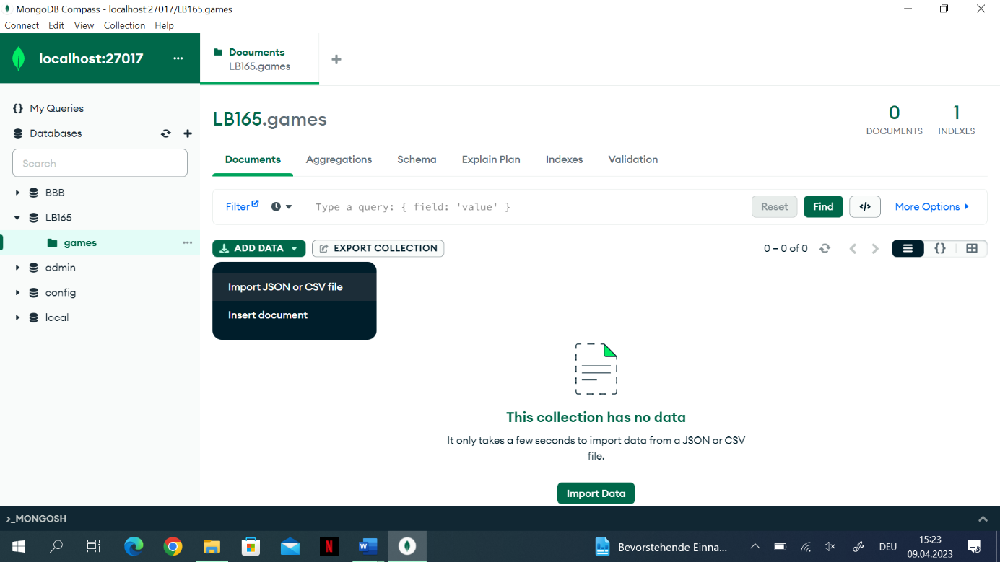 MongoDB Compass - localhost:27017/LB165.games
Connect Edit View Collection Help
localhost:27017
Documents
LB165.games
My Queries
Databases
Search
BBB
LB165
games
admin
config
local
LB165.games
0
DOCUMENTS
1
INDEXES
Documents Aggregations Schema Explain Plan Indexes Validation
Filter Type a query: { field: 'value' } Reset Find </> More Options
ADD DATA EXPORT COLLECTION 0 – 0 of 0 {}
Import JSON or CSV file
Insert document
This collection has no data
It only takes a few seconds to import data from a JSON or CSV
file.
Import Data
>_MONGOSH
Bevorstehende Einna... DEU 15:23
09.04.2023